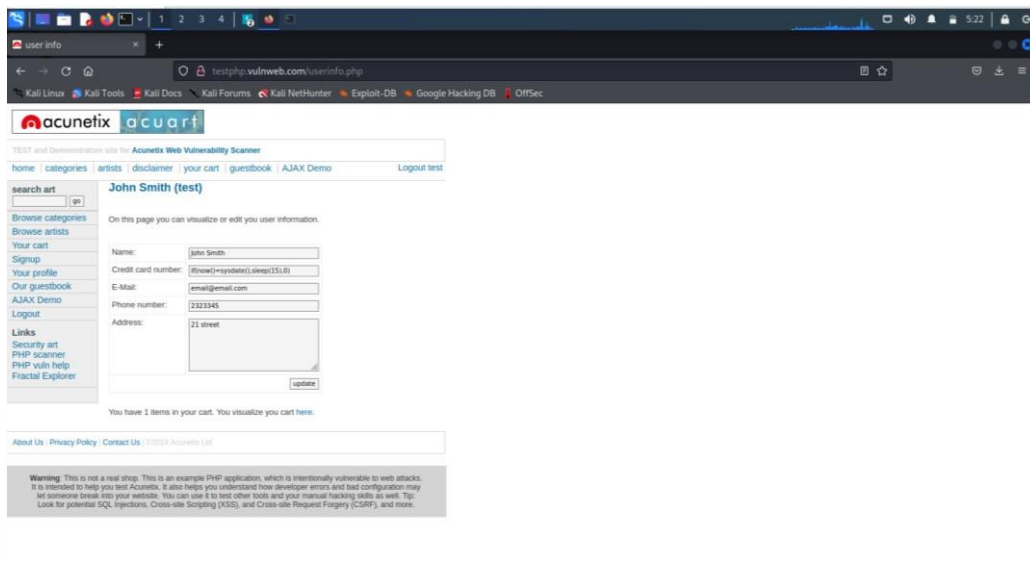 1 2 3 4 5:22
user info × +
testphp.vulnweb.com/userinfo.php
Kali Linux Kali Tools Kali Docs Kali Forums Kali NetHunter Exploit-DB Google Hacking DB OffSec
acunetix acuart
TEST and Demonstration site for Acunetix Web Vulnerability Scanner
home | categories | artists | disclaimer | your cart | guestbook | AJAX Demo Logout test
search art
go
Browse categories
Browse artists
Your cart
Signup
Your profile
Our guestbook
AJAX Demo
Logout
Links
Security art
PHP scanner
PHP vuln help
Fractal Explorer
John Smith (test)
On this page you can visualize or edit you user information.
Name: John Smith
Credit card number: if(now()=sysdate(),sleep(15),0)
E-Mail: email@email.com
Phone number: 2323345
Address: 21 street
update
You have 1 items in your cart. You visualize you cart here.
About Us | Privacy Policy | Contact Us | ©2019 Acunetix Ltd
Warning: This is not a real shop. This is an example PHP application, which is intentionally vulnerable to web attacks.
It is intended to help you test Acunetix. It also helps you understand how developer errors and bad configuration may
let someone break into your website. You can use it to test other tools and your manual hacking skills as well. Tip:
Look for potential SQL Injections, Cross-site Scripting (XSS), and Cross-site Request Forgery (CSRF), and more.